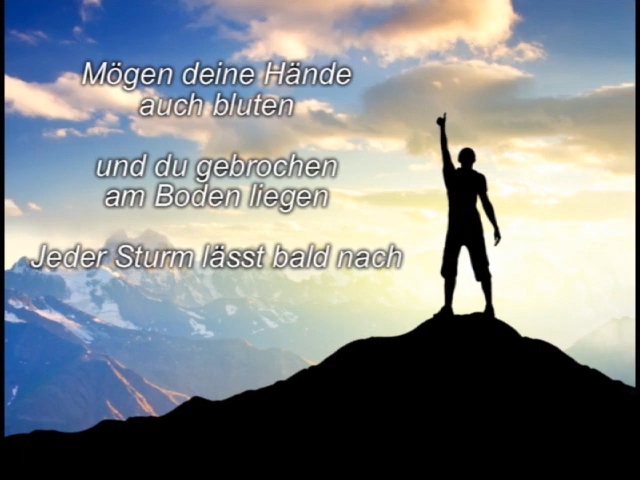 Mögen deine Hände
auch bluten
und du gebrochen
am Boden liegen
Jeder Sturm lässt bald nach